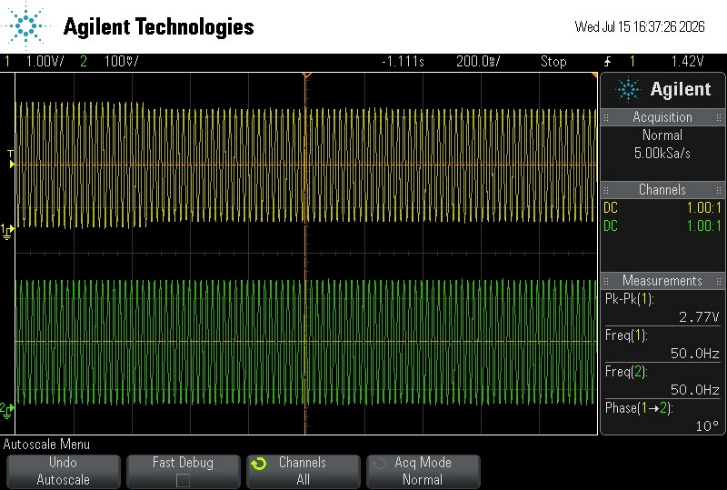 Agilent Technologies
Wed Jul 15 16:37:26 2026
1 1.00V/ 2 100mV/ -1.111s 200.0ms/ Stop 1 1.42V
Agilent
Acquisition
Normal
5.00kSa/s
Channels
DC 1.00:1
DC 1.00:1
Measurements
Pk-Pk(1):
2.77V
Freq(1):
50.0Hz
Freq(2):
50.0Hz
Phase(1→2):
10°
T
1
2
Autoscale Menu
Undo
Autoscale
Fast Debug
Channels
All
Acq Mode
Normal